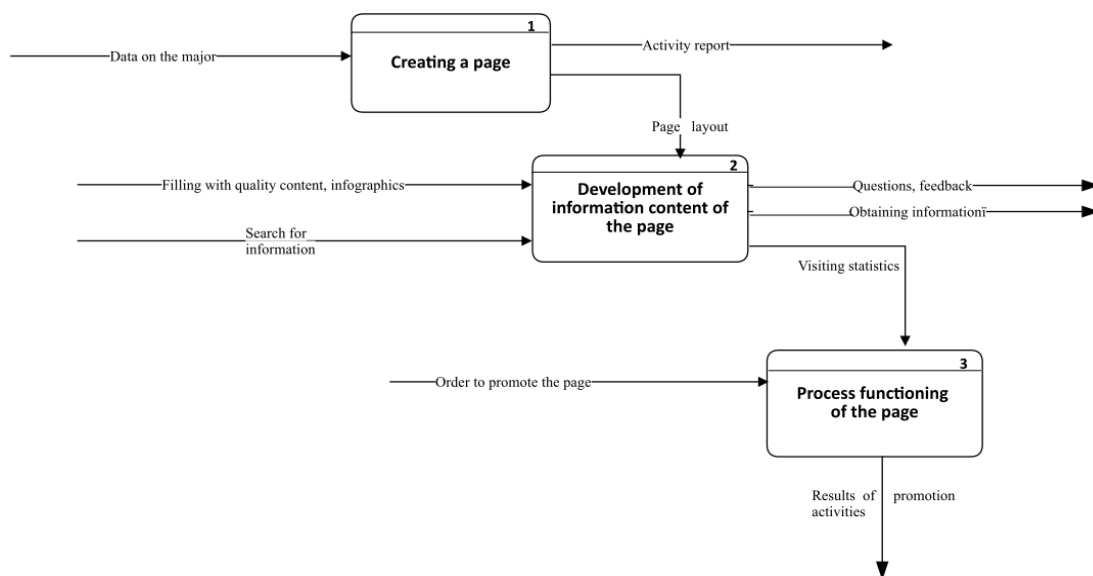 1
Data on the major
Creating a page
Activity report
Page layout
2
Filling with quality content, infographics
Development of
information content of
the page
Questions, feedback
Obtaining informationï
Search for
information
Visiting statistics
3
Order to promote the page
Process functioning
of the page
Results of promotion
activities